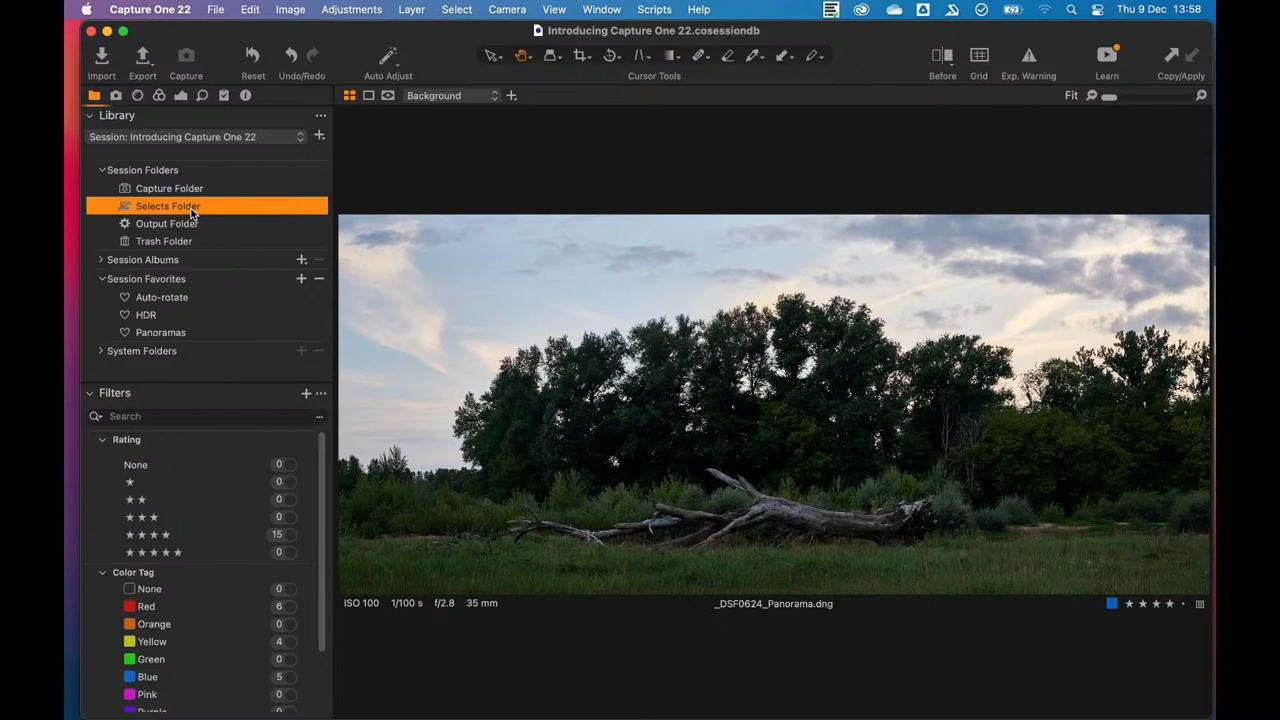 Capture One 22 File Edit Image Adjustments Layer Select Camera View Window Scripts Help Thu 9 Dec 13:58
Introducing Capture One 22.cosessiondb
Import Export Capture Reset Undo/Redo Auto Adjust Cursor Tools Before Grid Exp. Warning Learn Copy/Apply
Background Fit
Library
Session: Introducing Capture One 22
Session Folders
Capture Folder
Selects Folder
Output Folder
Trash Folder
Session Albums
Session Favorites
Auto-rotate
HDR
Panoramas
System Folders
Filters
Search
Rating
None 0
0
0
0
15
0
Color Tag
None 0
Red 6
Orange 0
Yellow 4
Green 0
Blue 5
Pink 0
Purple 0
ISO 100 1/100 s f/2.8 35 mm _DSF0624_Panorama.dng